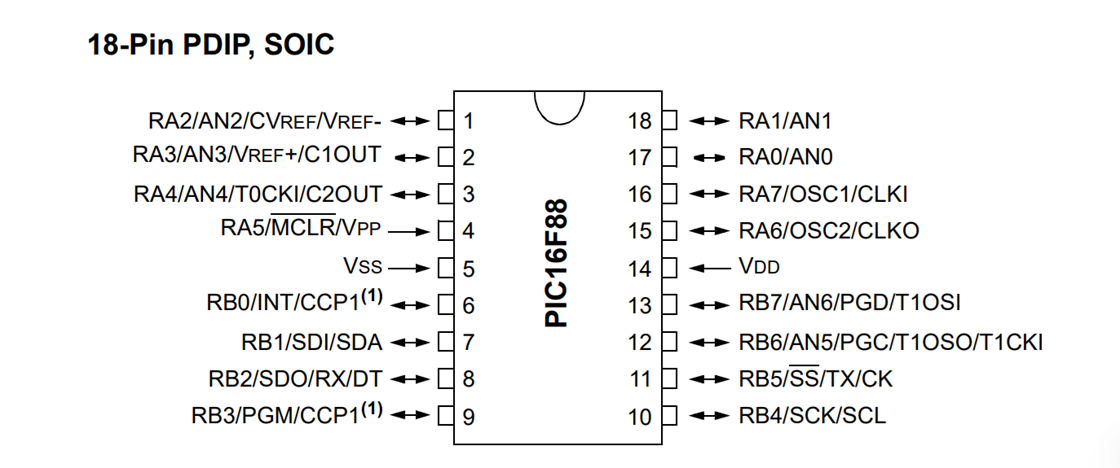 18-Pin PDIP, SOIC
RA2/AN2/CVREF/VREF- 1 18 RA1/AN1
RA3/AN3/VREF+/C1OUT 2 17 RA0/AN0
RA4/AN4/T0CKI/C2OUT 3 16 RA7/OSC1/CLKI
RA5/MCLR/VPP 4 15 RA6/OSC2/CLKO
VSS 5 14 VDD
RB0/INT/CCP1(1) 6 13 RB7/AN6/PGD/T1OSI
RB1/SDI/SDA 7 12 RB6/AN5/PGC/T1OSO/T1CKI
RB2/SDO/RX/DT 8 11 RB5/SS/TX/CK
RB3/PGM/CCP1(1) 9 10 RB4/SCK/SCL
PIC16F88